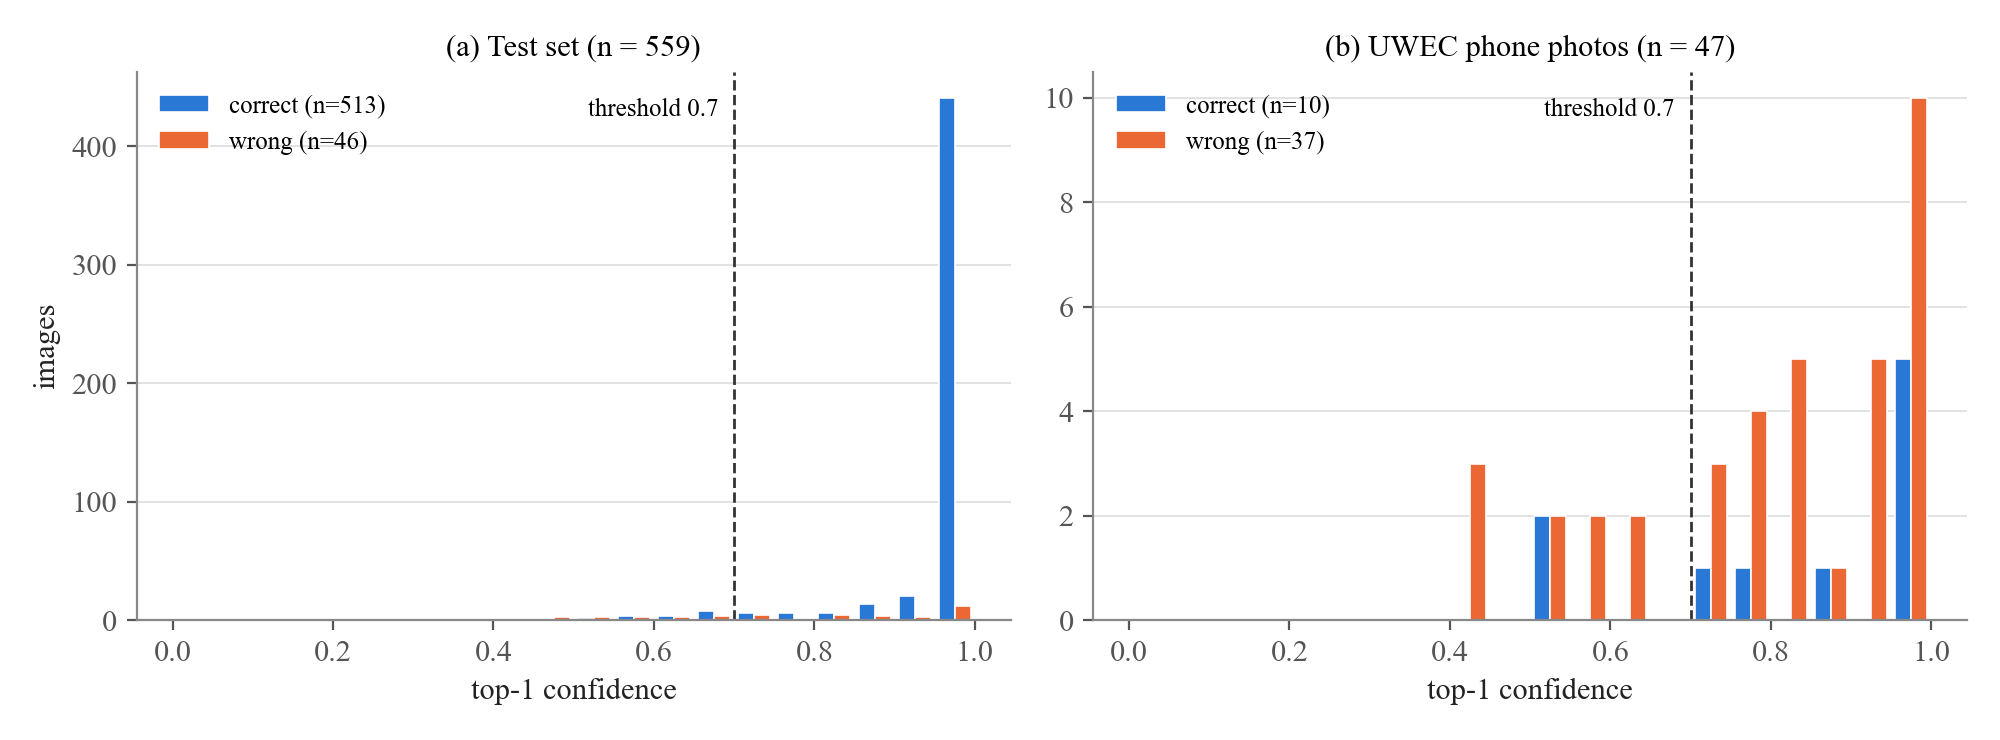 (a) Test set (n = 559)
correct (n=513)
wrong (n=46)
threshold 0.7
images
400
300
200
100
0
0.0 0.2 0.4 0.6 0.8 1.0
top-1 confidence
(b) UWEC phone photos (n = 47)
correct (n=10)
wrong (n=37)
threshold 0.7
10
8
6
4
2
0
0.0 0.2 0.4 0.6 0.8 1.0
top-1 confidence